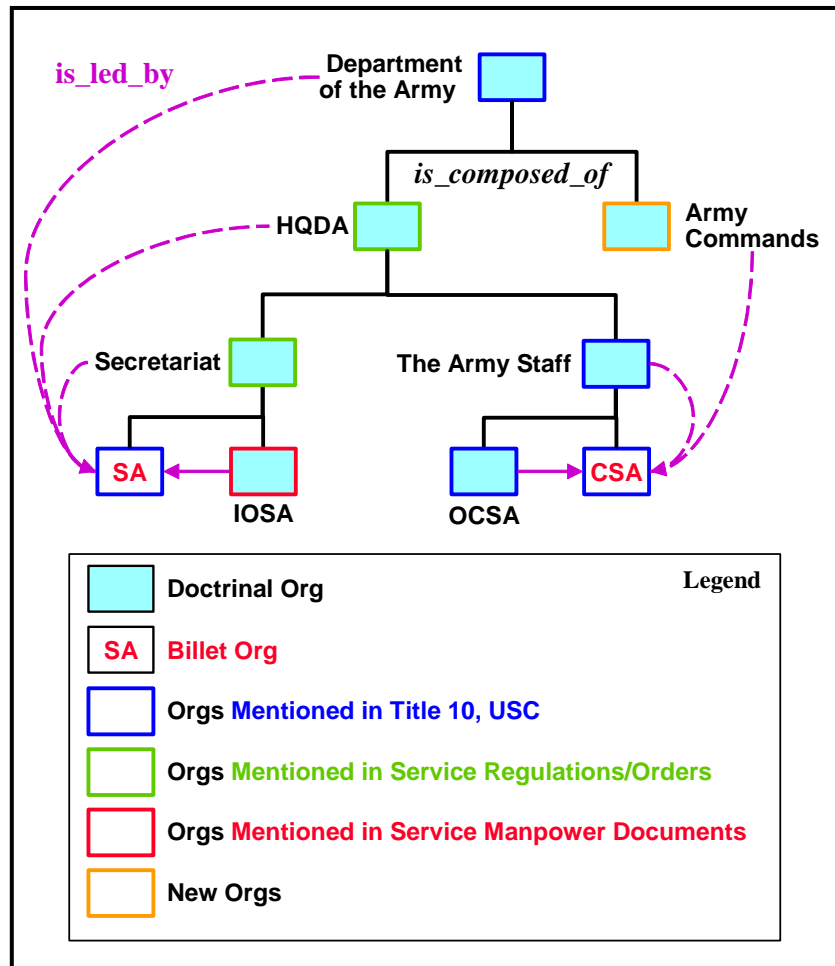 is_led_by
Department
of the Army
is_composed_of
HQDA
Army
Commands
Secretariat
The Army Staff
SA
CSA
IOSA
OCSA
Legend
Doctrinal Org
SA Billet Org
Orgs Mentioned in Title 10, USC
Orgs Mentioned in Service Regulations/Orders
Orgs Mentioned in Service Manpower Documents
New Orgs